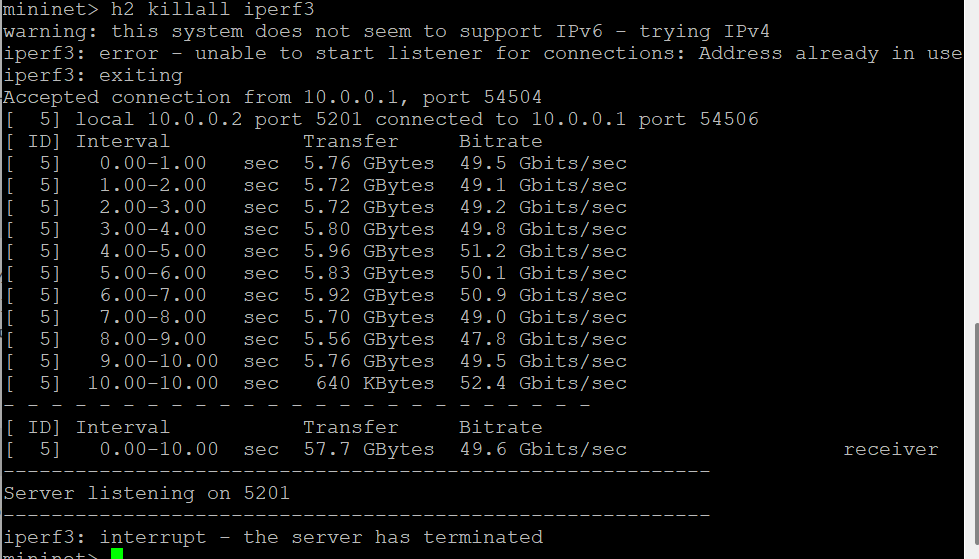 mininet> h2 killall iperf3
warning: this system does not seem to support IPv6 - trying IPv4
iperf3: error - unable to start listener for connections: Address already in use
iperf3: exiting
Accepted connection from 10.0.0.1, port 54504
[  5] local 10.0.0.2 port 5201 connected to 10.0.0.1 port 54506
[ ID] Interval           Transfer     Bitrate
[  5]   0.00-1.00   sec  5.76 GBytes  49.5 Gbits/sec
[  5]   1.00-2.00   sec  5.72 GBytes  49.1 Gbits/sec
[  5]   2.00-3.00   sec  5.72 GBytes  49.2 Gbits/sec
[  5]   3.00-4.00   sec  5.80 GBytes  49.8 Gbits/sec
[  5]   4.00-5.00   sec  5.96 GBytes  51.2 Gbits/sec
[  5]   5.00-6.00   sec  5.83 GBytes  50.1 Gbits/sec
[  5]   6.00-7.00   sec  5.92 GBytes  50.9 Gbits/sec
[  5]   7.00-8.00   sec  5.70 GBytes  49.0 Gbits/sec
[  5]   8.00-9.00   sec  5.56 GBytes  47.8 Gbits/sec
[  5]   9.00-10.00  sec  5.76 GBytes  49.5 Gbits/sec
[  5]  10.00-10.00  sec   640 KBytes  52.4 Gbits/sec
- - - - - - - - - - - - - - - - - - - - - - - - -
[ ID] Interval           Transfer     Bitrate
[  5]   0.00-10.00  sec  57.7 GBytes  49.6 Gbits/sec                  receiver
-----------------------------------------------------------
Server listening on 5201
-----------------------------------------------------------
iperf3: interrupt - the server has terminated
mininet>